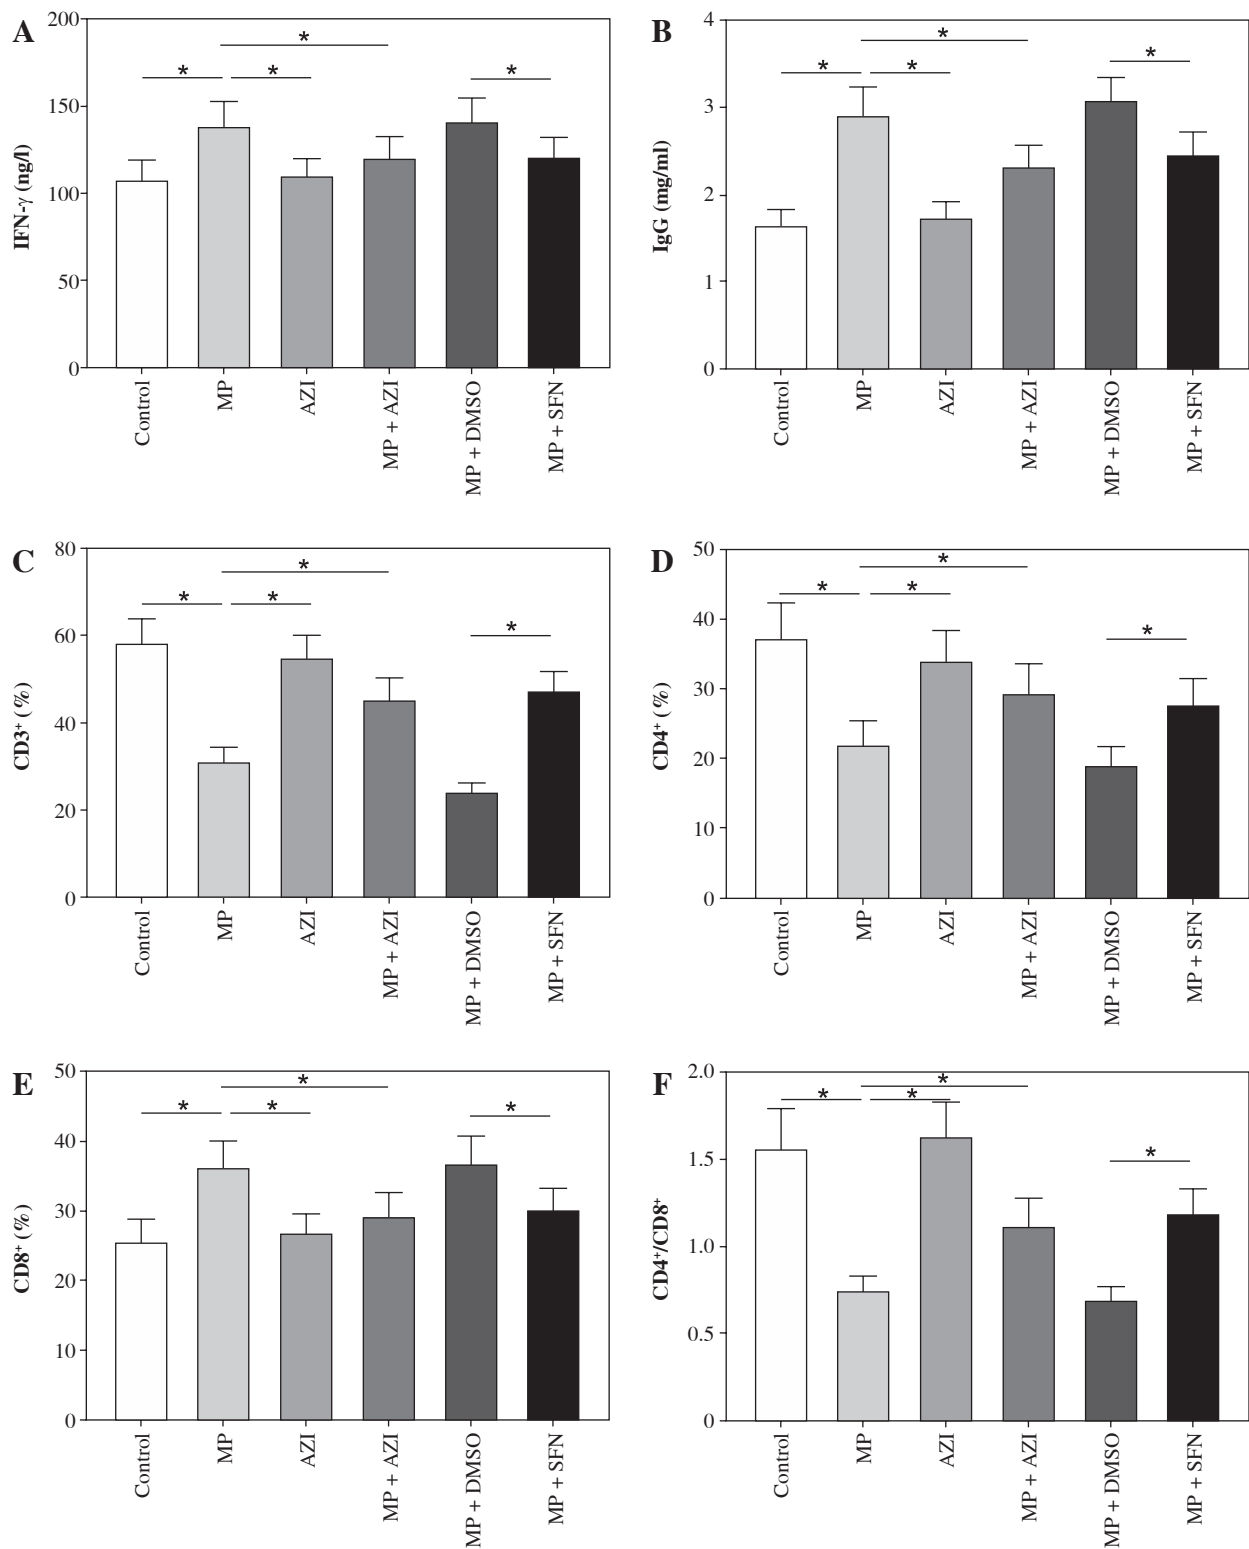 A
IFN-γ (ng/l)
200
150
100
50
0
*
* * *
Control
MP
AZI
MP + AZI
MP + DMSO
MP + SFN
B
IgG (mg/ml)
4
3
2
1
0
* *
* *
Control
MP
AZI
MP + AZI
MP + DMSO
MP + SFN
C
CD3⁺ (%)
80
60
40
20
0
*
* *
*
Control
MP
AZI
MP + AZI
MP + DMSO
MP + SFN
D
CD4⁺ (%)
50
40
30
20
10
0
*
* *
*
Control
MP
AZI
MP + AZI
MP + DMSO
MP + SFN
E
CD8⁺ (%)
50
40
30
20
10
0
*
* * *
Control
MP
AZI
MP + AZI
MP + DMSO
MP + SFN
F
CD4⁺/CD8⁺
2.0
1.5
1.0
0.5
0
*
* *
*
Control
MP
AZI
MP + AZI
MP + DMSO
MP + SFN